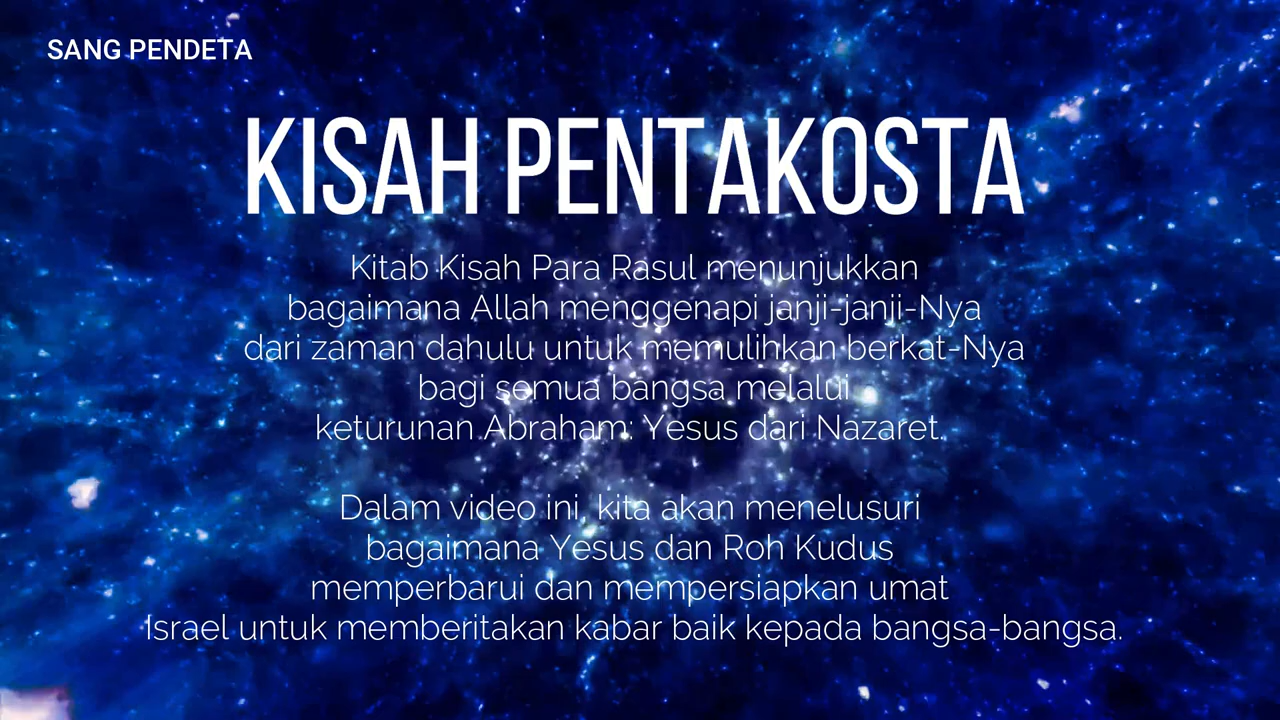 SANG PENDETA
KISAH PENTAKOSTA
Kitab Kisah Para Rasul menunjukkan
bagaimana Allah menggenapi janji-janji-Nya
dari zaman dahulu untuk memulihkan berkat-Nya
bagi semua bangsa melalui
keturunan Abraham: Yesus dari Nazaret.
Dalam video ini, kita akan menelusuri
bagaimana Yesus dan Roh Kudus
memperbarui dan mempersiapkan umat
Israel untuk memberitakan kabar baik kepada bangsa-bangsa.